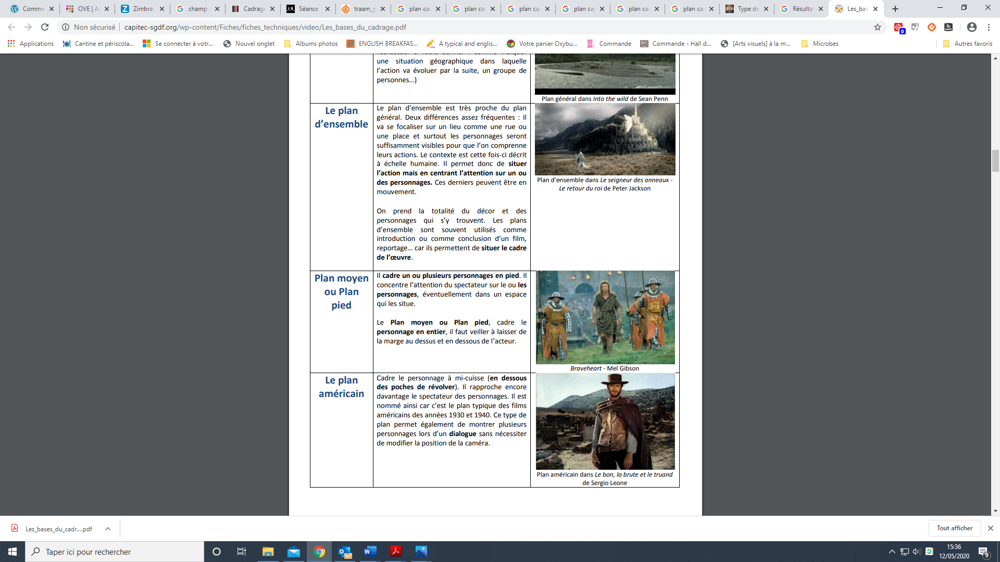 Comme
OVE | A
Zimbra:
champ
Cadrage
Séance
traam_g
plan cad
plan cad
plan cad
plan cad
plan cad
plan cad
Type de
Résultat
Les_bas
Non sécurisé
capitec-sgdf.org/wp-content/Fiches/fiches_techniques/video/Les_bases_du_cadrage.pdf
0
Applications
Cantine et périscola...
Se connecter à votr...
Nouvel onglet
Albums photos
ENGLISH BREAKFAS...
A typical and englis...
Votre panier Oxybu...
Commande
Commande - Hall d...
[Arts visuels] à la m...
Microbes
Autres favoris
une situation géographique dans laquelle
l'action va évoluer par la suite, un groupe de
personnes...)
Plan général dans Into the wild de Sean Penn
Le plan
d'ensemble
Le plan d'ensemble est très proche du plan
général. Deux différences assez fréquentes : Il
va se focaliser sur un lieu comme une rue ou
une place et surtout les personnages seront
suffisamment visibles pour que l'on comprenne
leurs actions. Le contexte est cette fois-ci décrit
à échelle humaine. Il permet donc de situer
l'action mais en centrant l'attention sur un ou
des personnages. Ces derniers peuvent être en
mouvement.
On prend la totalité du décor et des
personnages qui s'y trouvent. Les plans
d'ensemble sont souvent utilisés comme
introduction ou comme conclusion d'un film,
reportage... car ils permettent de situer le cadre
de l'œuvre.
Plan d'ensemble dans Le seigneur des anneaux -
Le retour du roi de Peter Jackson
Plan moyen
ou Plan
pied
Il cadre un ou plusieurs personnages en pied. Il
concentre l'attention du spectateur sur le ou les
personnages, éventuellement dans un espace
qui les situe.
Le Plan moyen ou Plan pied, cadre le
personnage en entier, il faut veiller à laisser de
la marge au dessus et en dessous de l'acteur.
Braveheart - Mel Gibson
Le plan
américain
Cadre le personnage à mi-cuisse (en dessous
des poches de révolver). Il rapproche encore
davantage le spectateur des personnages. Il est
nommé ainsi car c'est le plan typique des films
américains des années 1930 et 1940. Ce type de
plan permet également de montrer plusieurs
personnages lors d'un dialogue sans nécessiter
de modifier la position de la caméra.
Plan américain dans Le bon, la brute et le truand
de Sergio Leone
Les_bases_du_cadr....pdf
Tout afficher
Taper ici pour rechercher
15:36
12/05/2020
9